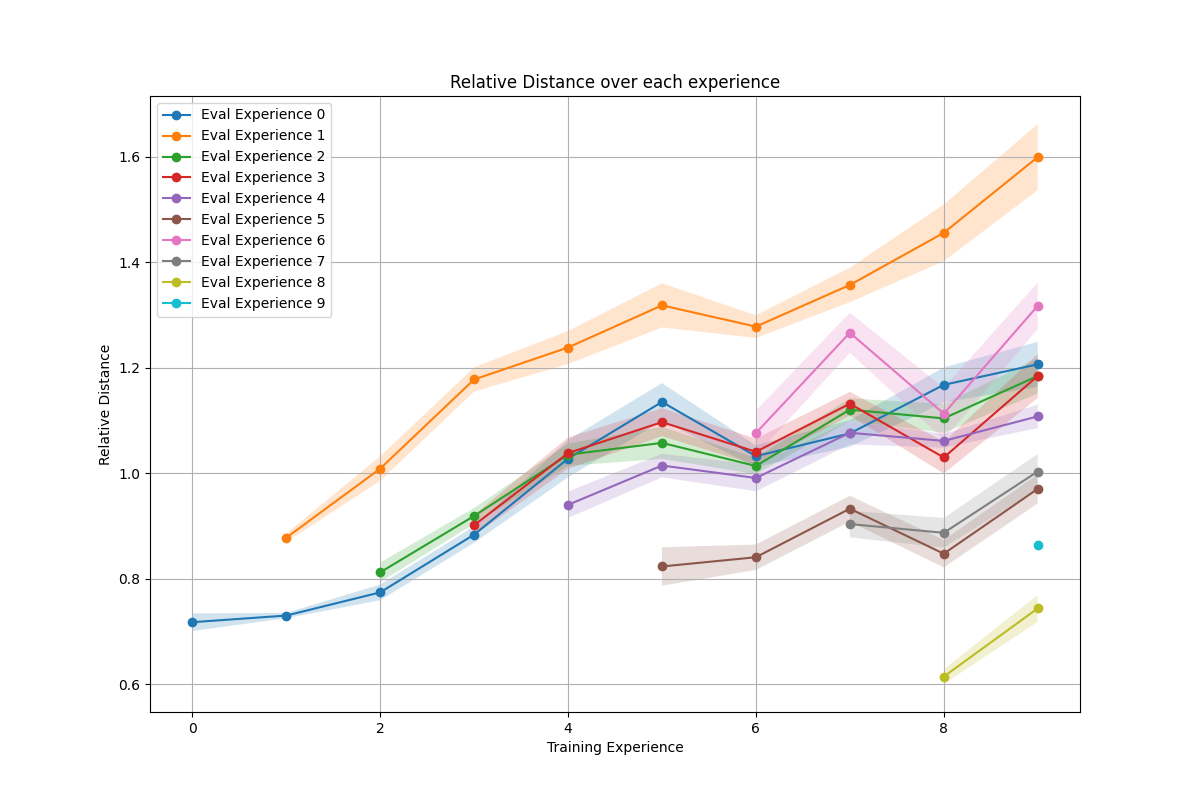 Relative Distance over each experience
Eval Experience 0
Eval Experience 1
Eval Experience 2
Eval Experience 3
Eval Experience 4
Eval Experience 5
Eval Experience 6
Eval Experience 7
Eval Experience 8
Eval Experience 9
Relative Distance
1.6
1.4
1.2
1.0
0.8
0.6
0 2 4 6 8
Training Experience